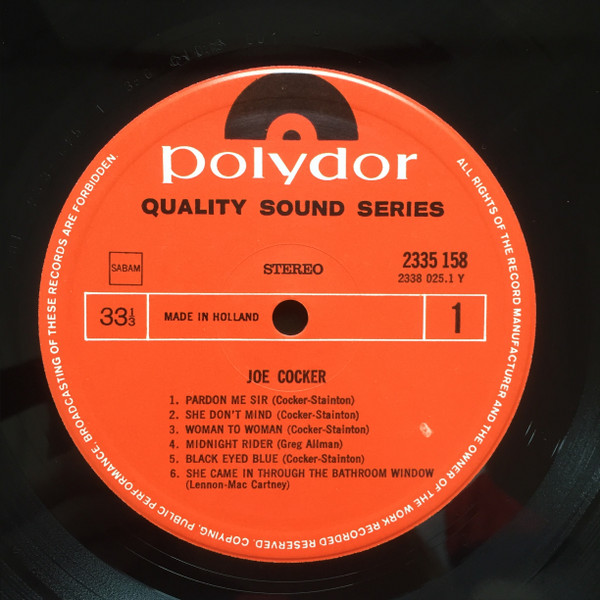 polydor
QUALITY SOUND SERIES
SABAM
STEREO
2335 158
2338 025.1 Y
33 1/3
MADE IN HOLLAND
1
JOE COCKER
1. PARDON ME SIR (Cocker-Stainton)
2. SHE DON'T MIND (Cocker-Stainton)
3. WOMAN TO WOMAN (Cocker-Stainton)
4. MIDNIGHT RIDER (Greg Allman)
5. BLACK EYED BLUE (Cocker-Stainton)
6. SHE CAME IN THROUGH THE BATHROOM WINDOW
(Lennon-Mac Cartney)
ALL RIGHTS OF THE RECORD MANUFACTURER AND THE OWNER OF THE WORK RECORDED RESERVED. COPYING, PUBLIC PERFORMANCE, BROADCASTING OF THESE RECORDS ARE FORBIDDEN.